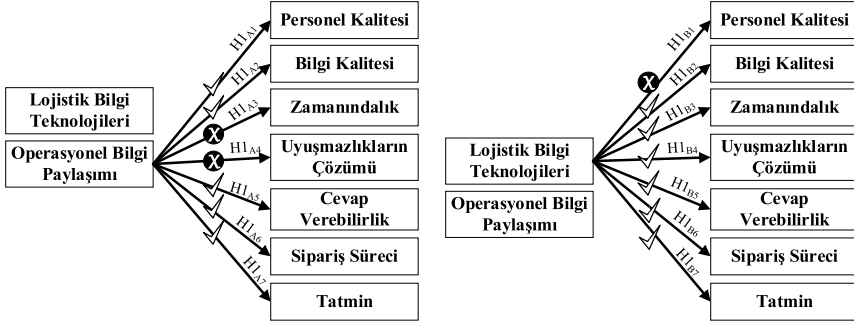 Lojistik Bilgi
Teknolojileri
Operasyonel Bilgi
Paylaşımı
H1A1
H1A2
H1A3
H1A4
H1A5
H1A6
H1A7
X
X
Personel Kalitesi
Bilgi Kalitesi
Zamanındalık
Uyuşmazlıkların
Çözümü
Cevap
Verebilirlik
Sipariş Süreci
Tatmin
Lojistik Bilgi
Teknolojileri
Operasyonel Bilgi
Paylaşımı
H1B1
H1B2
H1B3
H1B4
H1B5
H1B6
H1B7
X
Personel Kalitesi
Bilgi Kalitesi
Zamanındalık
Uyuşmazlıkların
Çözümü
Cevap
Verebilirlik
Sipariş Süreci
Tatmin